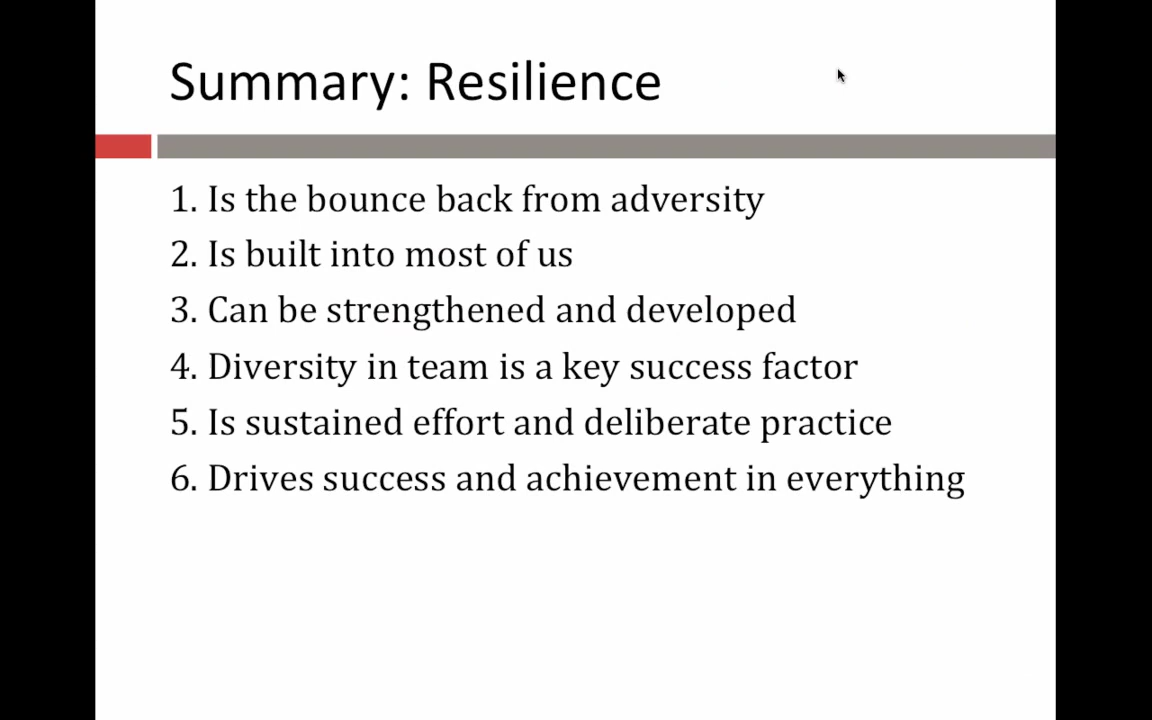 Summary: Resilience
1. Is the bounce back from adversity
2. Is built into most of us
3. Can be strengthened and developed
4. Diversity in team is a key success factor
5. Is sustained effort and deliberate practice
6. Drives success and achievement in everything